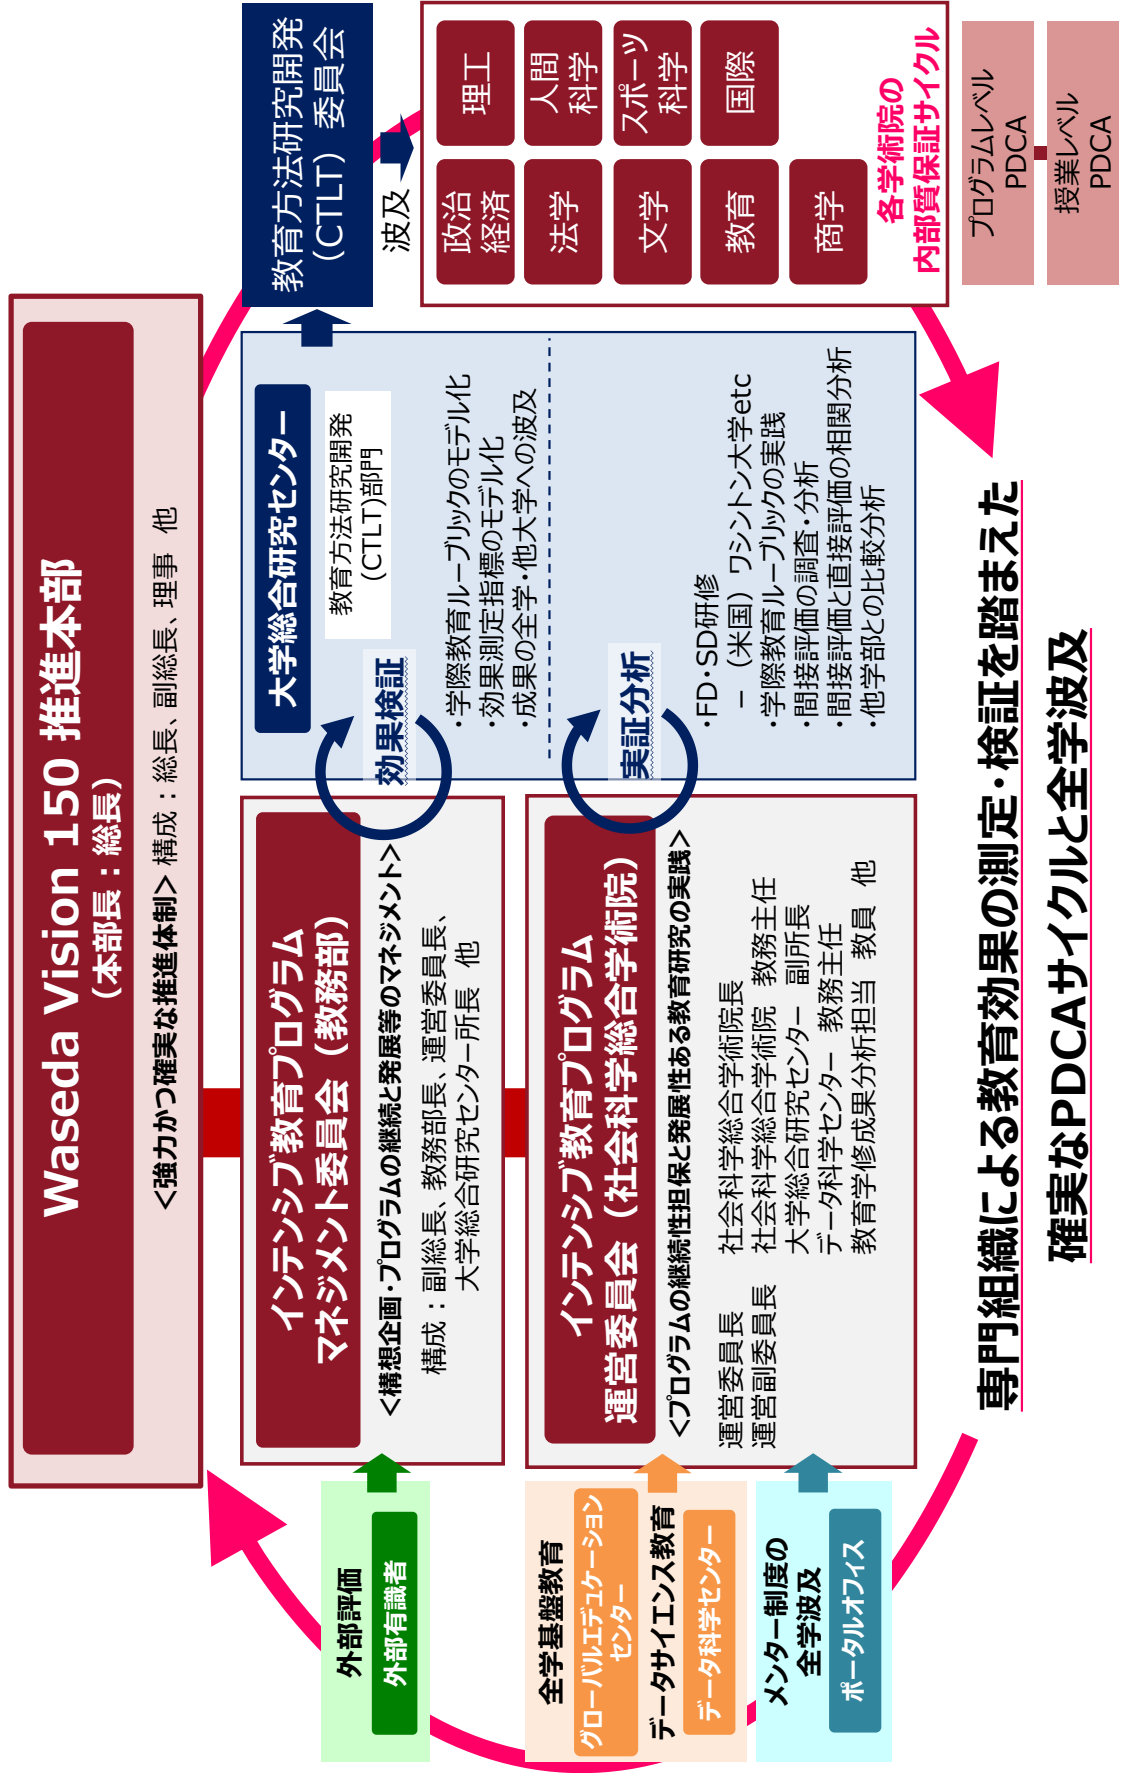 Waseda Vision 150 推進本部
(本部長：総長)
<強力かつ確実な推進体制> 構成：総長、副総長、理事 他
外部評価
外部有識者
インテンシブ教育プログラム
マネジメント委員会（教務部）
<構想企画・プログラムの継続と発展等のマネジメント>
構成：副総長、教務部長、運営委員長、
大学総合研究センター所長 他
全学基盤教育
グローバルエデュケーション
センター
データサイエンス教育
データ科学センター
メンター制度の
全学波及
ポータルオフィス
インテンシブ教育プログラム
運営委員会（社会科学総合学術院）
<プログラムの継続性担保と発展性ある教育研究の実践>
運営委員長 社会科学総合学術院長
運営副委員長 社会科学総合学術院 教務主任
大学総合研究センター 副所長
データ科学センター 教務主任
教育学修成果分析担当 教員 他
大学総合研究センター
教育方法研究開発
(CTLT)部門
効果検証
・学際教育ルーブリックのモデル化
・効果測定指標のモデル化
・成果の全学・他大学への波及
実証分析
・FD・SD研修
－（米国）ワシントン大学etc
・学際教育ルーブリックの実践
・間接評価の調査・分析
・間接評価と直接評価の相関分析
・他学部との比較分析
教育方法研究開発
（CTLT）委員会
波及
政治
経済
理工
法学
人間
科学
文学
スポーツ
科学
教育
国際
商学
各学術院の
内部質保証サイクル
プログラムレベル
PDCA
授業レベル
PDCA
専門組織による教育効果の測定・検証を踏まえた
確実なPDCAサイクルと全学波及